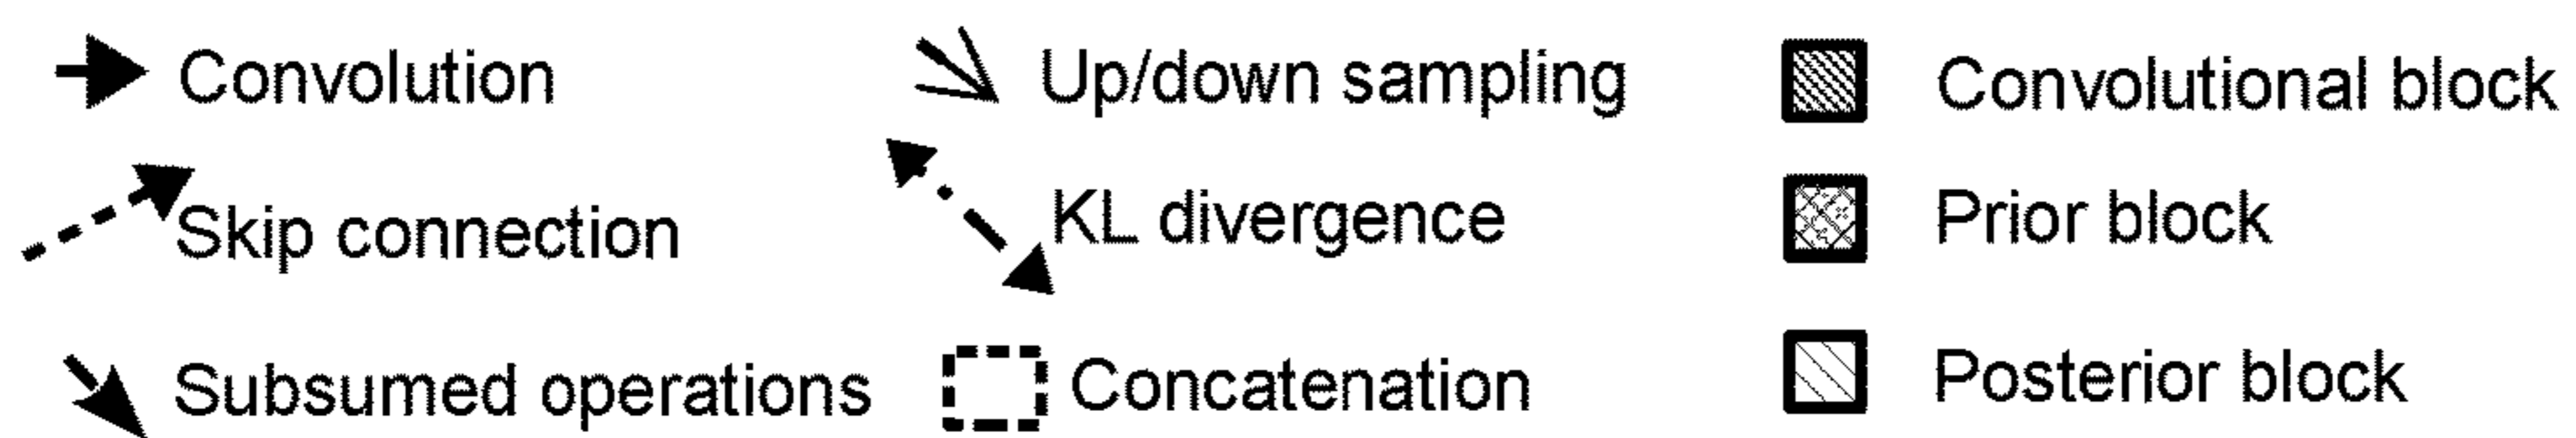 Convolution
Up/down sampling
Convolutional block
Skip connection
KL divergence
Prior block
Subsumed operations
Concatenation
Posterior block